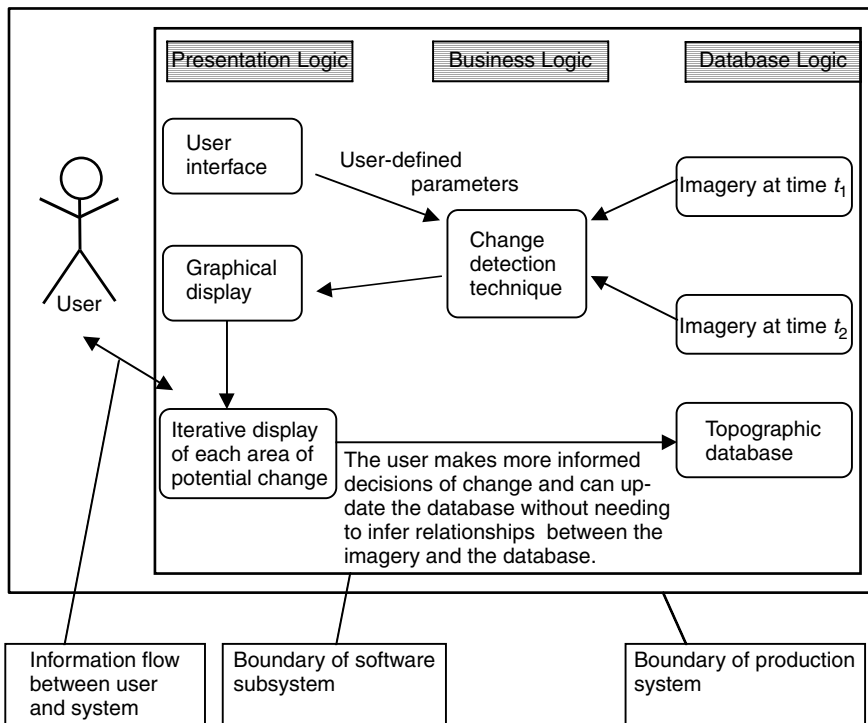 Presentation Logic
Business Logic
Database Logic
User
interface
User-defined
parameters
Imagery at time t1
Change
detection
technique
Graphical
display
User
Imagery at time t2
Iterative display
of each area of
potential change
Topographic
database
The user makes more informed
decisions of change and can up-
date the database without needing
to infer relationships between the
imagery and the database.
Information flow
between user
and system
Boundary of software
subsystem
Boundary of production
system